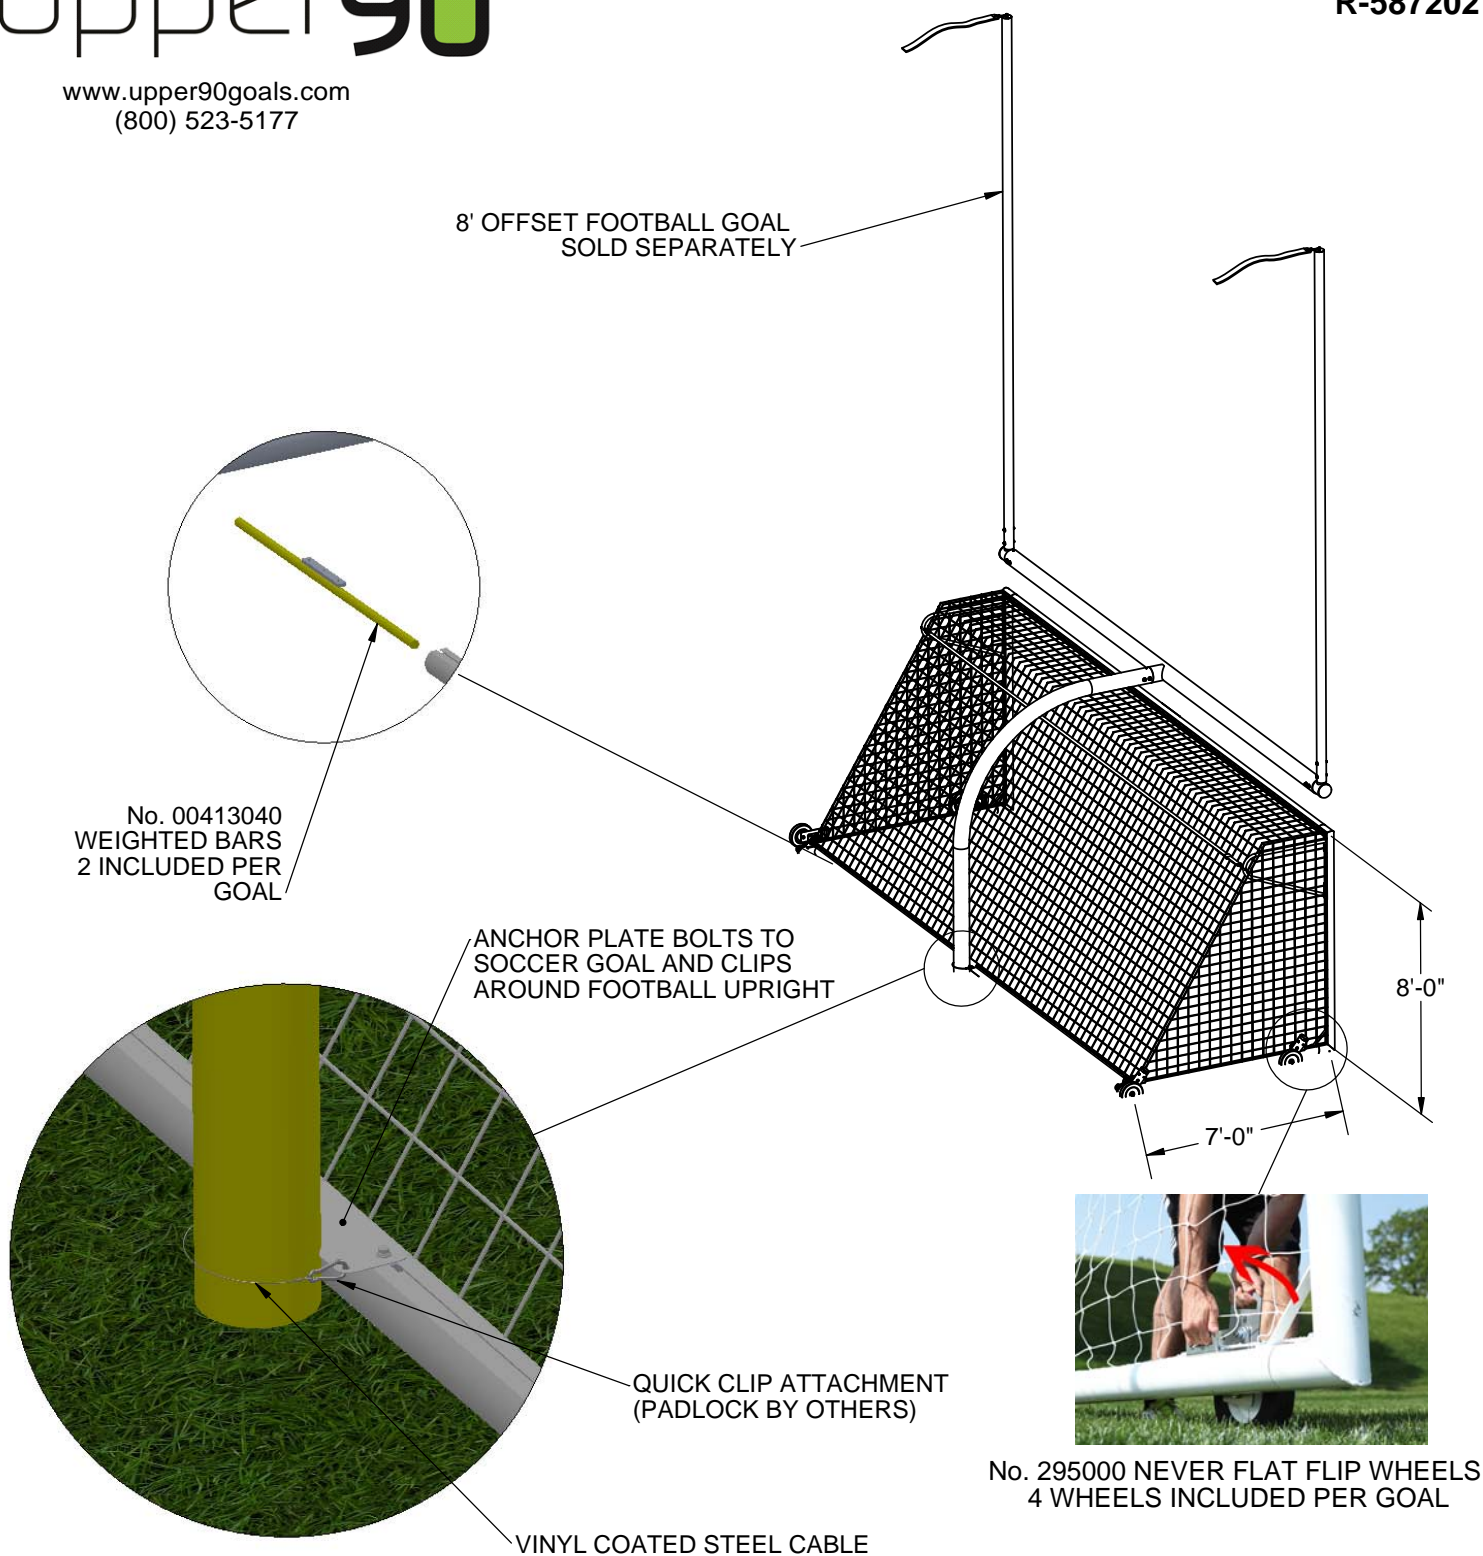 upper90
R-587202
www.upper90goals.com
(800) 523-5177
8' OFFSET FOOTBALL GOAL
SOLD SEPARATELY
No. 00413040
WEIGHTED BARS
2 INCLUDED PER
GOAL
ANCHOR PLATE BOLTS TO
SOCCER GOAL AND CLIPS
AROUND FOOTBALL UPRIGHT
8'-0"
7'-0"
QUICK CLIP ATTACHMENT
(PADLOCK BY OTHERS)
No. 295000 NEVER FLAT FLIP WHEELS
4 WHEELS INCLUDED PER GOAL
VINYL COATED STEEL CABLE